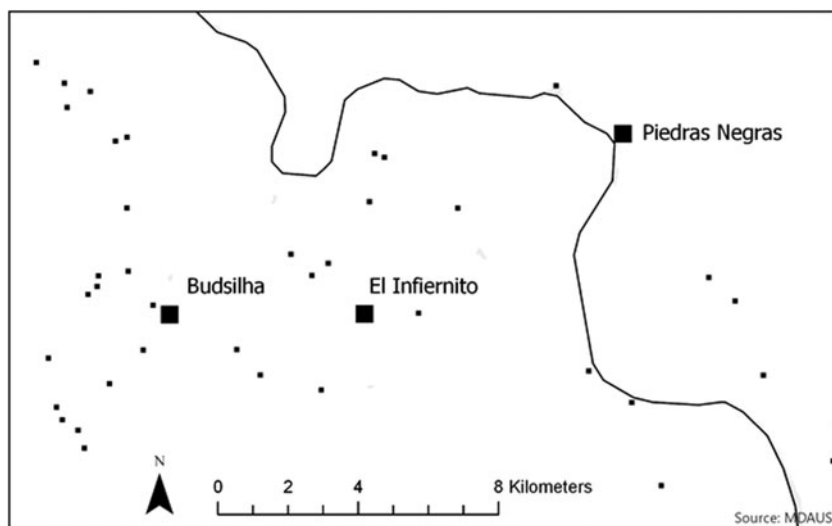 Piedras Negras
Budsilha
El Infiernito
N
0 2 4 8 Kilometers
Source: MDAUS